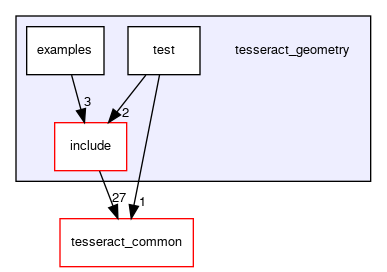 examples
test
tesseract_geometry
3
2
include
27
1
tesseract_common